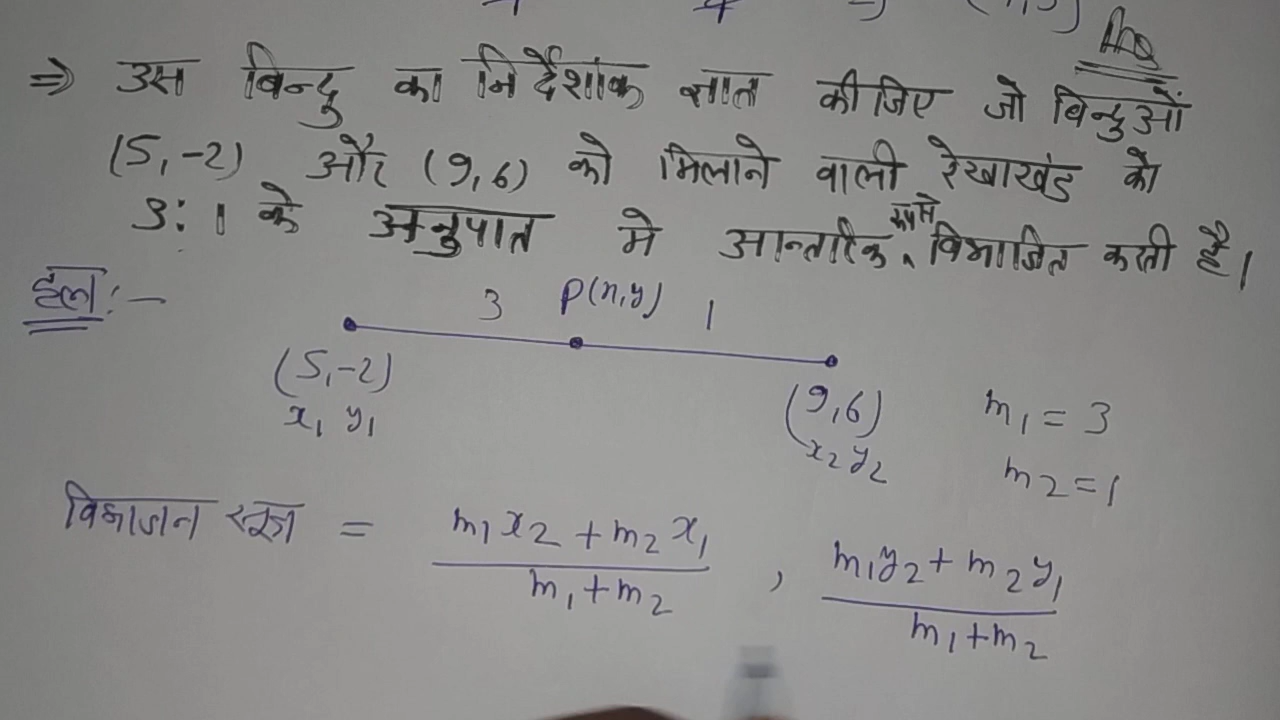 Ans
⇒ उस बिन्दु का निर्देशांक ज्ञात कीजिए जो बिन्दुओं
(5,-2) और (9,6) को मिलाने वाली रेखाखंड को
3:1 के अनुपात मे आन्तरिक रूप से विभाजित करती है।
हल:-
3 P(x,y) 1
(5,-2) (9,6) m₁ = 3
x₁ y₁ x₂ y₂ m₂ = 1
विभाजन सूत्र = (m₁x₂ + m₂x₁)/(m₁ + m₂) , (m₁y₂ + m₂y₁)/(m₁ + m₂)